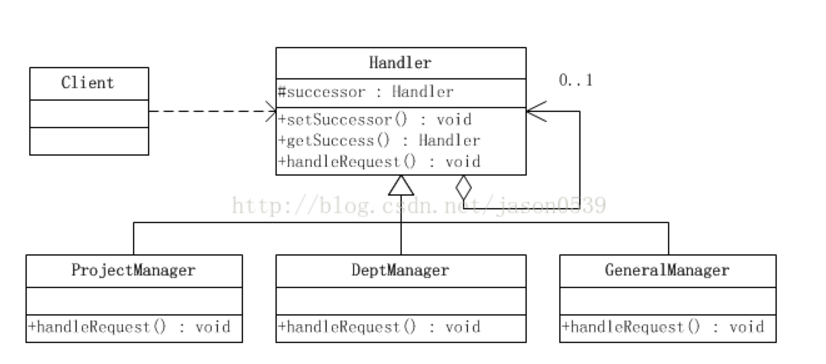 Handler
0..1
Client
#successor : Handler
+setSuccessor() : void
+getSuccess() : Handler
+handleRequest() : void
http://blog.csdn.net/jason0539
ProjectManager
DeptManager
GeneralManager
+handleRequest() : void
+handleRequest() : void
+handleRequest() : void